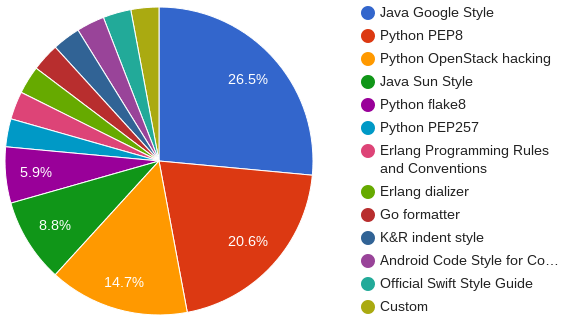 26.5%
20.6%
14.7%
8.8%
5.9%
Java Google Style
Python PEP8
Python OpenStack hacking
Java Sun Style
Python flake8
Python PEP257
Erlang Programming Rules
and Conventions
Erlang dializer
Go formatter
K&R indent style
Android Code Style for Co…
Official Swift Style Guide
Custom